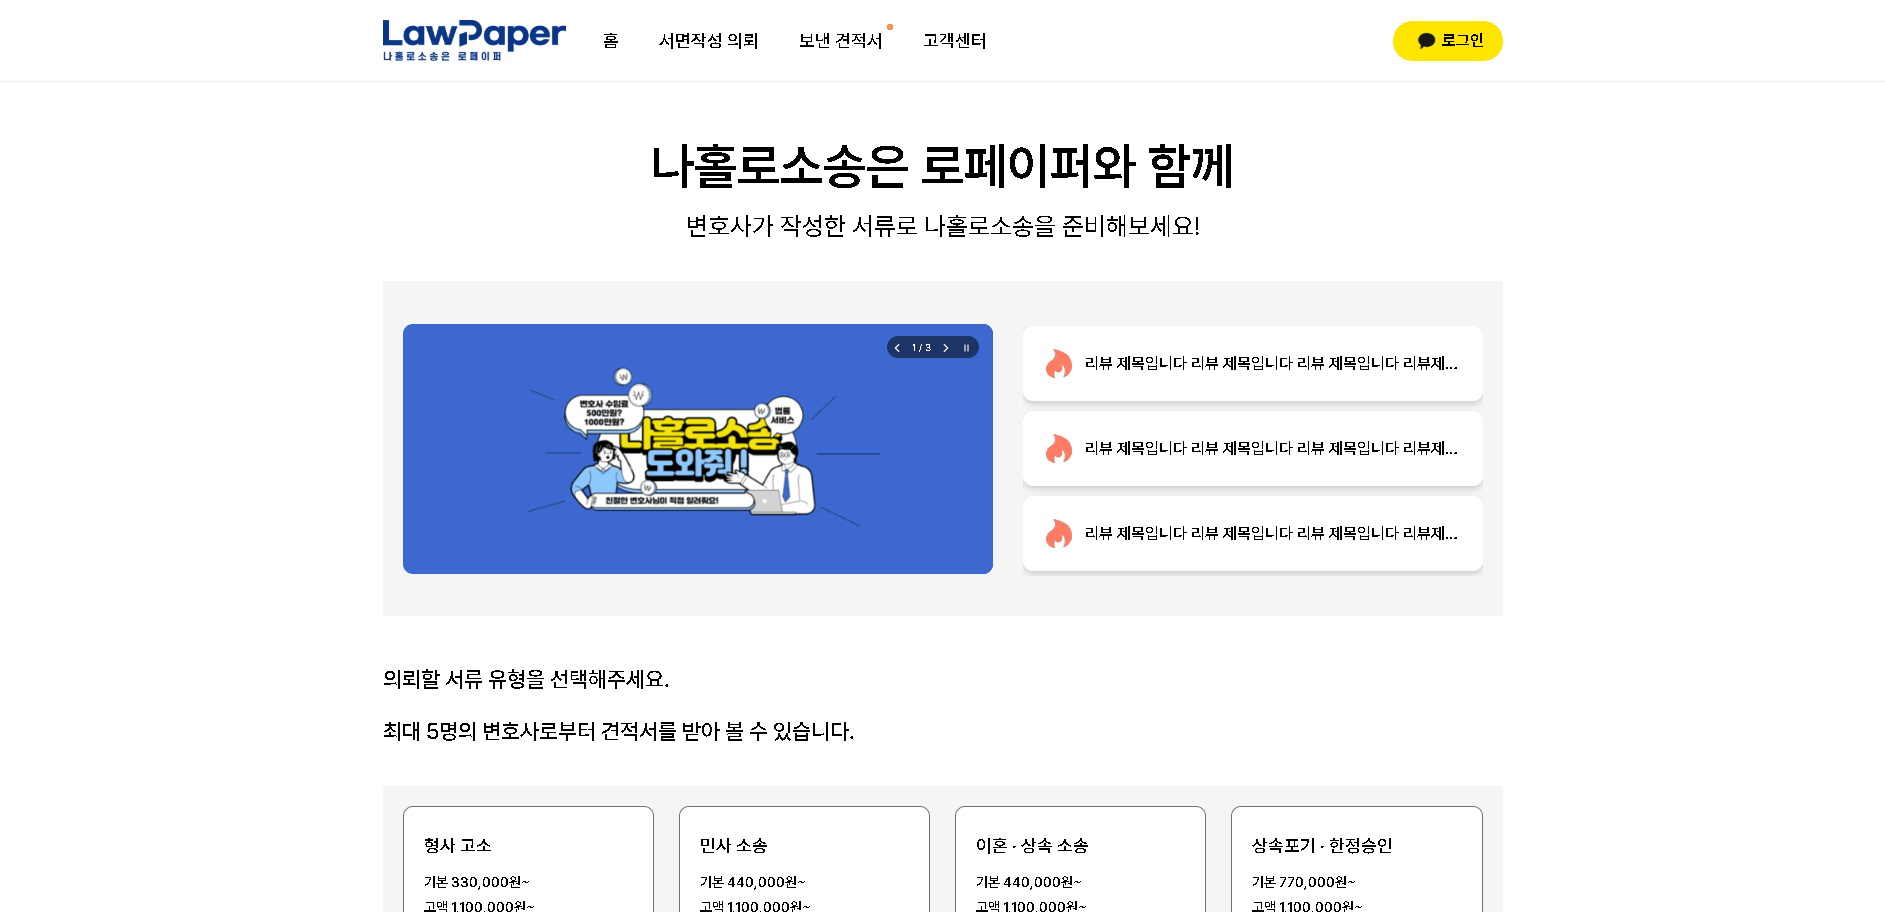 LawPaper
나홀로소송은 로페이퍼
홈
서면작성 의뢰
보낸 견적서
고객센터
로그인
나홀로소송은 로페이퍼와 함께
변호사가 작성한 서류로 나홀로소송을 준비해보세요!
1 / 3
변호사 수임료
500만원?
1000만원?
법률
서비스
나홀로소송
도와줘!!
친절한 변호사님이 직접 알려줘요!
리뷰 제목입니다 리뷰 제목입니다 리뷰 제목입니다 리뷰제...
리뷰 제목입니다 리뷰 제목입니다 리뷰 제목입니다 리뷰제...
리뷰 제목입니다 리뷰 제목입니다 리뷰 제목입니다 리뷰제...
의뢰할 서류 유형을 선택해주세요.
최대 5명의 변호사로부터 견적서를 받아 볼 수 있습니다.
형사 고소
기본 330,000원~
고액 1,100,000원~
민사 소송
기본 440,000원~
고액 1,100,000원~
이혼 · 상속 소송
기본 440,000원~
고액 1,100,000원~
상속포기 · 한정승인
기본 770,000원~
고액 1,100,000원~